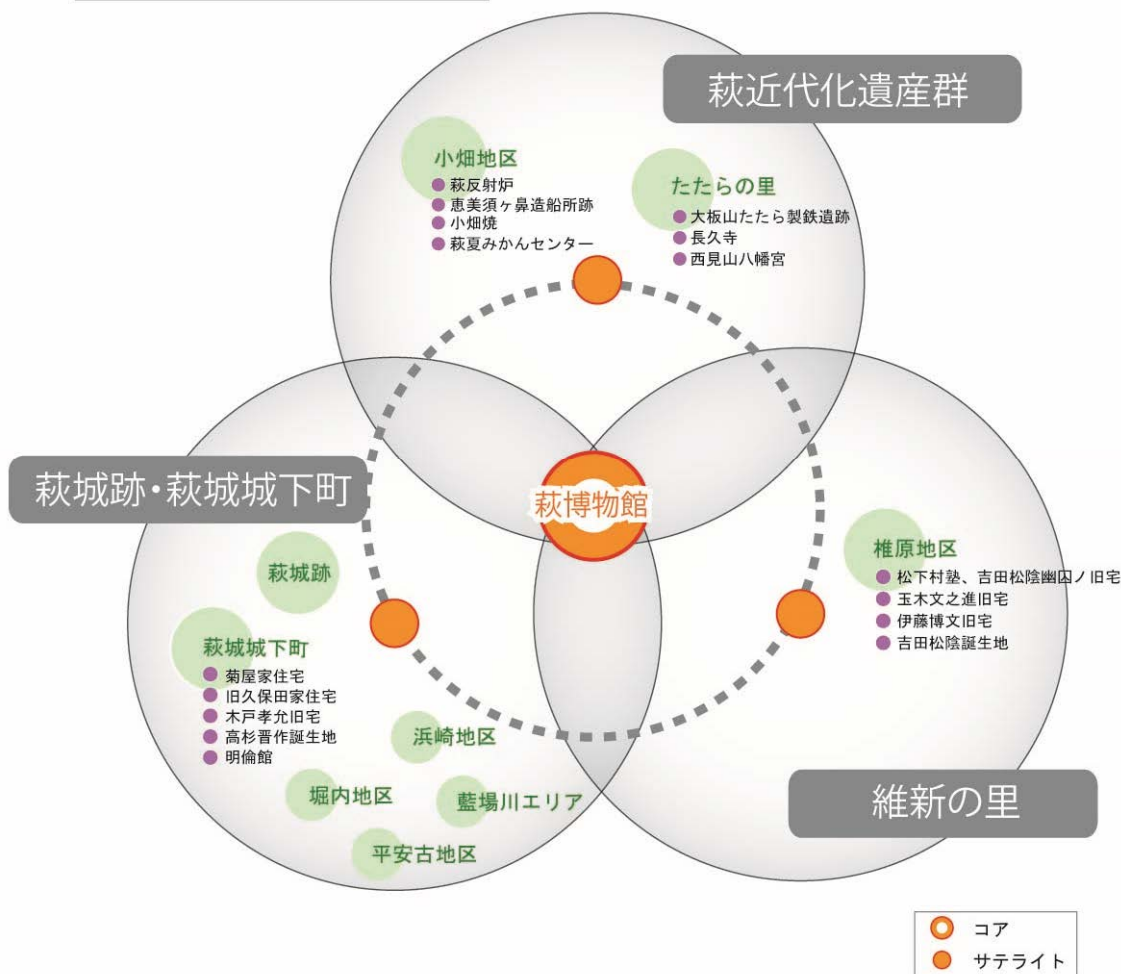 萩近代化遺産群
小畑地区
萩反射炉
恵美須ヶ鼻造船所跡
小畑焼
萩夏みかんセンター
たたらの里
大板山たたら製鉄遺跡
長久寺
西見山八幡宮
萩城跡・萩城城下町
萩博物館
萩城跡
萩城城下町
菊屋家住宅
旧久保田家住宅
木戸孝允旧宅
高杉晋作誕生地
明倫館
浜崎地区
堀内地区
藍場川エリア
平安古地区
椎原地区
松下村塾、吉田松陰幽囚ノ旧宅
玉木文之進旧宅
伊藤博文旧宅
吉田松陰誕生地
維新の里
コア
サテライト